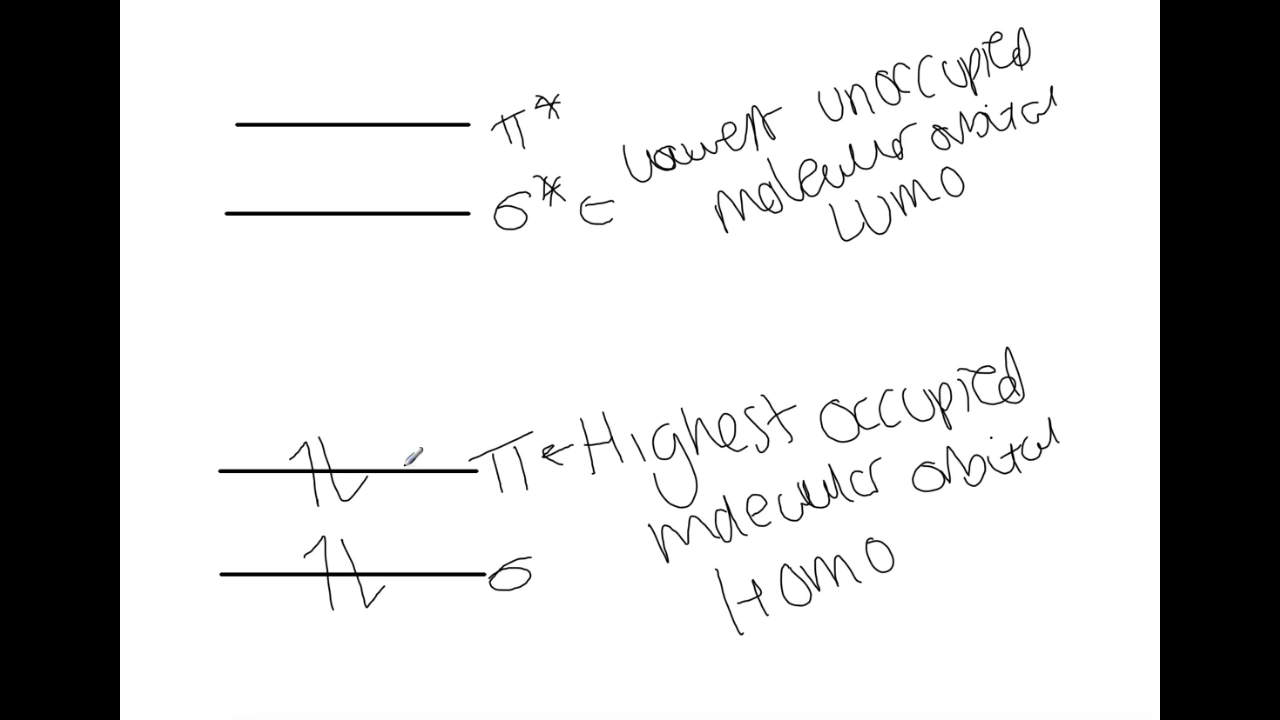 π*
σ* ← Lowest unoccupied
molecular orbital
LUMO
π ← Highest occupied
molecular orbital
HOMO
σ